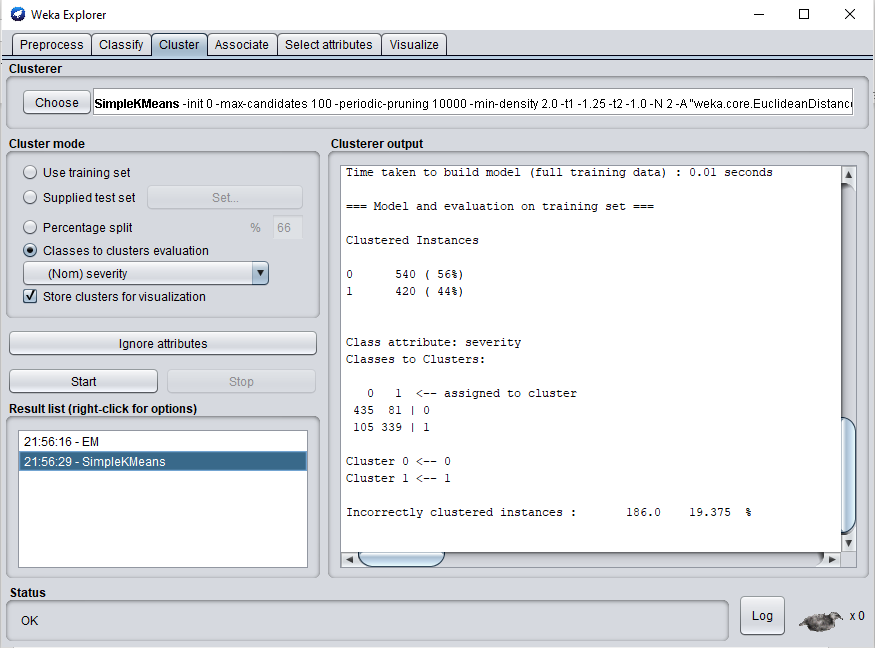 Weka Explorer
Preprocess Classify Cluster Associate Select attributes Visualize
Clusterer
Choose SimpleKMeans -init 0 -max-candidates 100 -periodic-pruning 10000 -min-density 2.0 -t1 -1.25 -t2 -1.0 -N 2 -A "weka.core.EuclideanDistance
Cluster mode
Use training set
Supplied test set Set...
Percentage split % 66
Classes to clusters evaluation
(Nom) severity
Store clusters for visualization
Ignore attributes
Start Stop
Result list (right-click for options)
21:56:16 - EM
21:56:29 - SimpleKMeans
Clusterer output
Time taken to build model (full training data) : 0.01 seconds
=== Model and evaluation on training set ===
Clustered Instances
0 540 ( 56%)
1 420 ( 44%)
Class attribute: severity
Classes to Clusters:
0 1 <-- assigned to cluster
435 81 | 0
105 339 | 1
Cluster 0 <-- 0
Cluster 1 <-- 1
Incorrectly clustered instances : 186.0 19.375 %
Status
OK
Log x 0